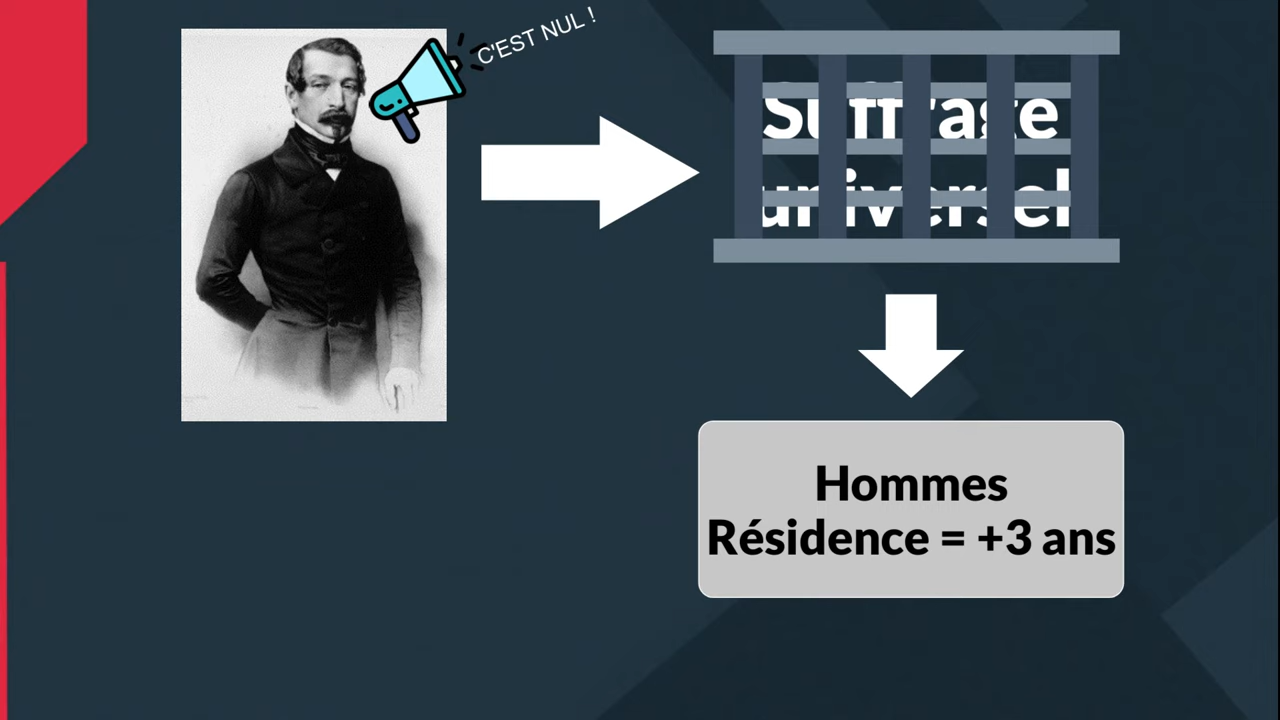 C'EST NUL !
Suffrage
universel
Hommes
Résidence = +3 ans